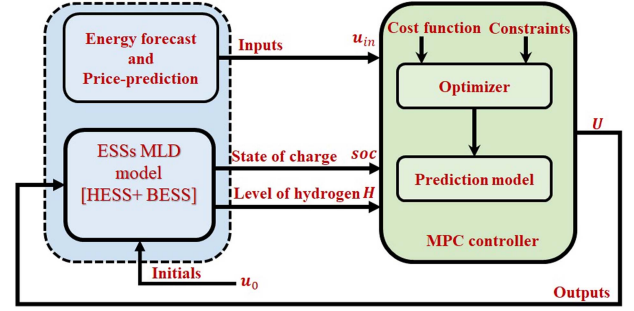 Energy forecast
and
Price-prediction
Inputs
u_in
Cost function
Constraints
Optimizer
ESSs MLD
model
[HESS+ BESS]
State of charge soc
Level of hydrogen H
Prediction model
MPC controller
U
Initials
u_0
Outputs